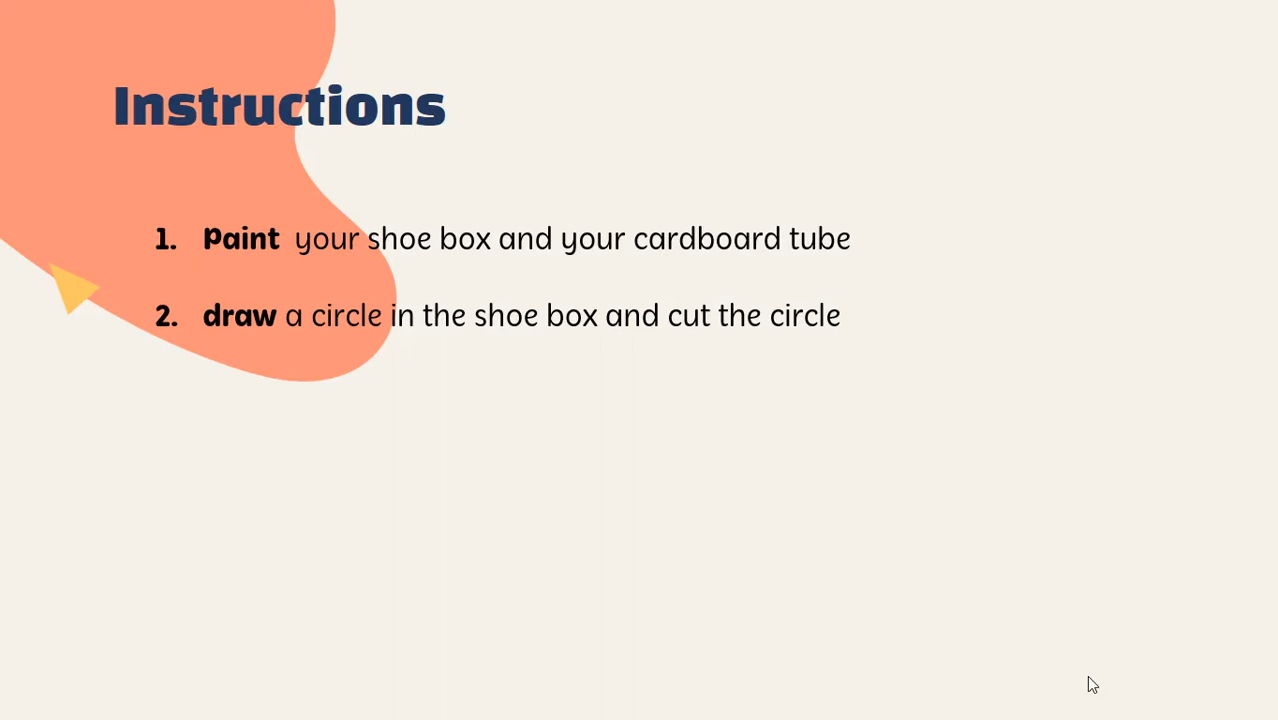 Instructions
1. Paint your shoe box and your cardboard tube
2. draw a circle in the shoe box and cut the circle